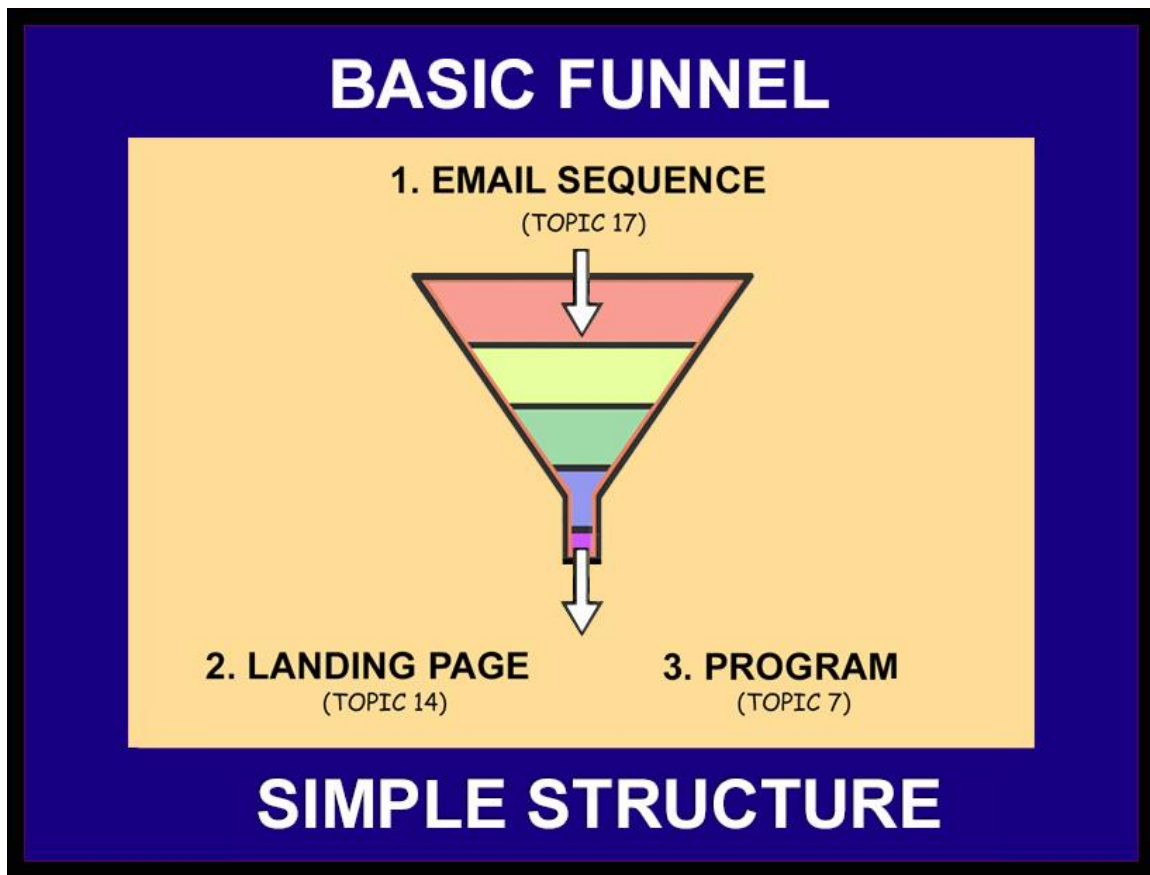 BASIC FUNNEL
1. EMAIL SEQUENCE
(TOPIC 17)
2. LANDING PAGE
(TOPIC 14)
3. PROGRAM
(TOPIC 7)
SIMPLE STRUCTURE